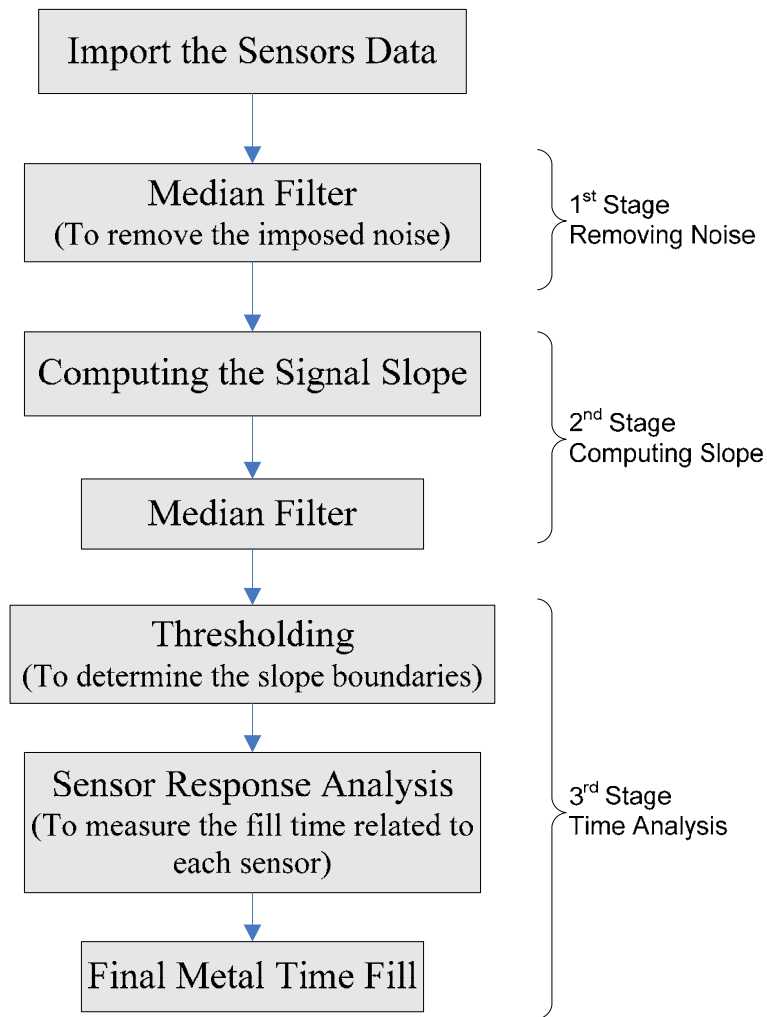 Import the Sensors Data
Median Filter
(To remove the imposed noise)
1st Stage
Removing Noise
Computing the Signal Slope
Median Filter
2nd Stage
Computing Slope
Thresholding
(To determine the slope boundaries)
Sensor Response Analysis
(To measure the fill time related to
each sensor)
Final Metal Time Fill
3rd Stage
Time Analysis